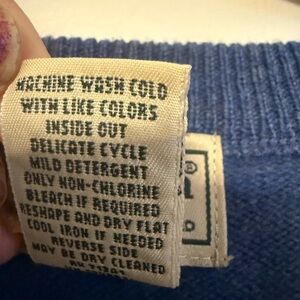 MACHINE WASH COLD
WITH LIKE COLORS
INSIDE OUT
DELICATE CYCLE
MILD DETERGENT
ONLY NON-CHLORINE
BLEACH IF REQUIRED
RESHAPE AND DRY FLAT
COOL IRON IF NEEDED
REVERSE SIDE
MAY BE DRY CLEANED